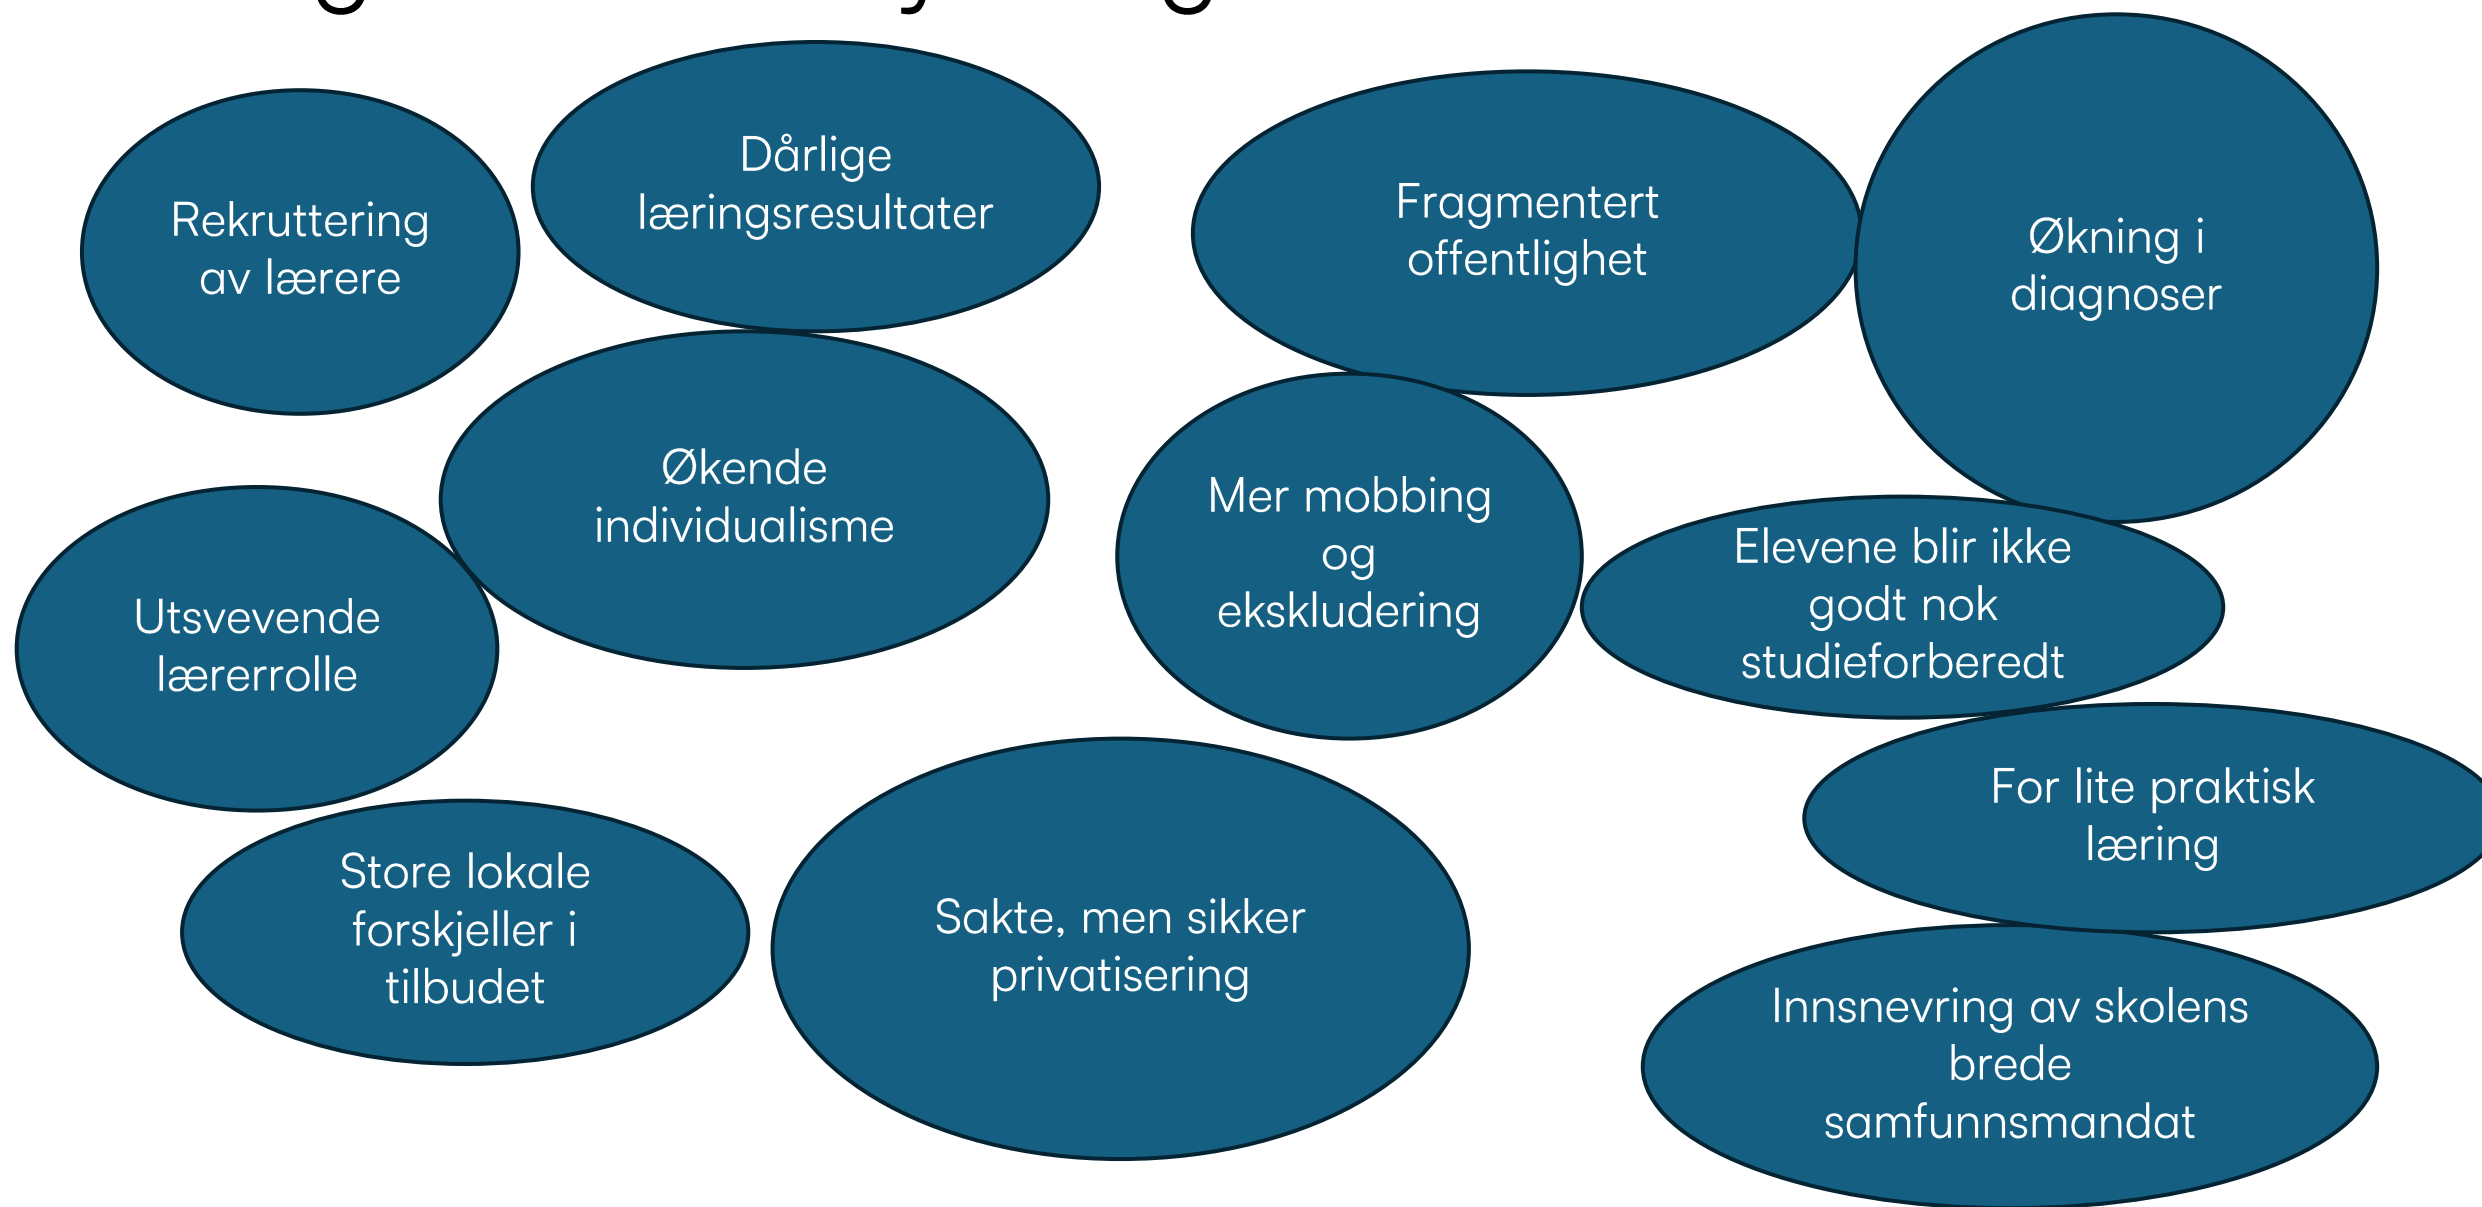 Rekruttering
av lærere
Dårlige
læringsresultater
Fragmentert
offentlighet
Økning i
diagnoser
Økende
individualisme
Mer mobbing
og
ekskludering
Elevene blir ikke
godt nok
studieforberedt
Utsvevende
lærerrolle
For lite praktisk
læring
Store lokale
forskjeller i
tilbudet
Sakte, men sikker
privatisering
Innsnevring av skolens
brede
samfunnsmandat